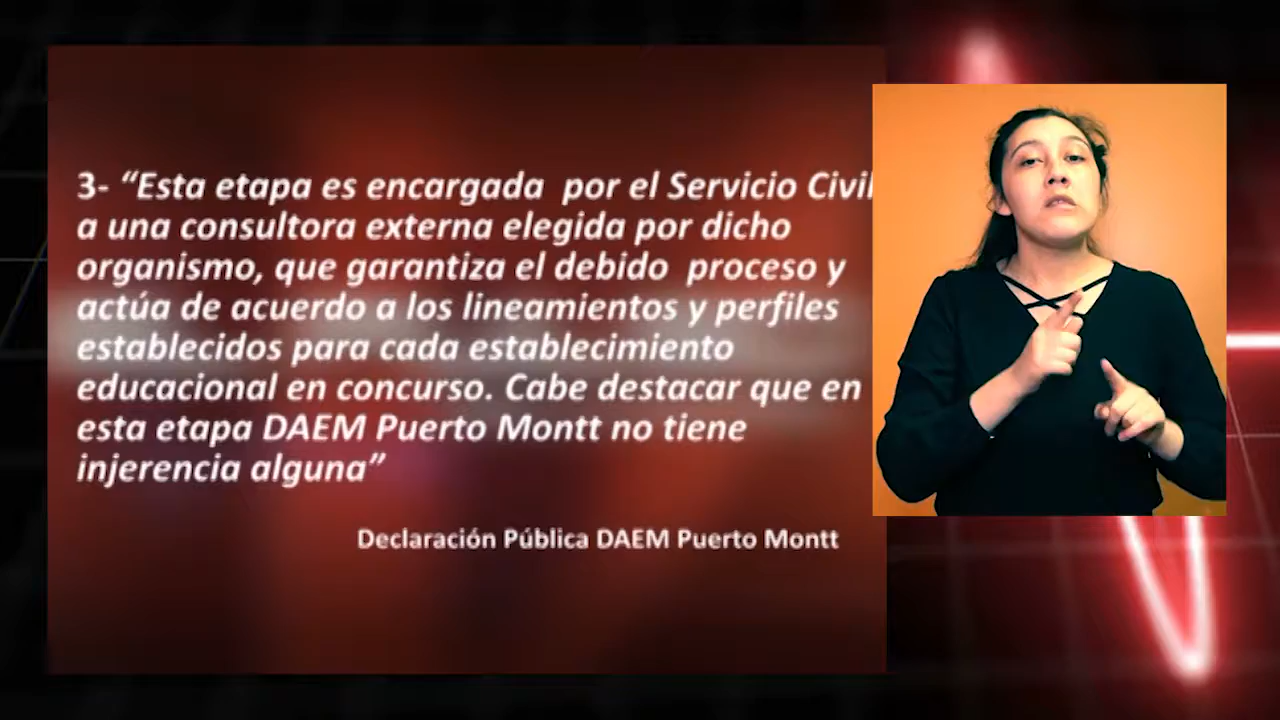 3- “Esta etapa es encargada por el Servicio Civil
a una consultora externa elegida por dicho
organismo, que garantiza el debido proceso y
actúa de acuerdo a los lineamientos y perfiles
establecidos para cada establecimiento
educacional en concurso. Cabe destacar que en
esta etapa DAEM Puerto Montt no tiene
injerencia alguna”
Declaración Pública DAEM Puerto Montt